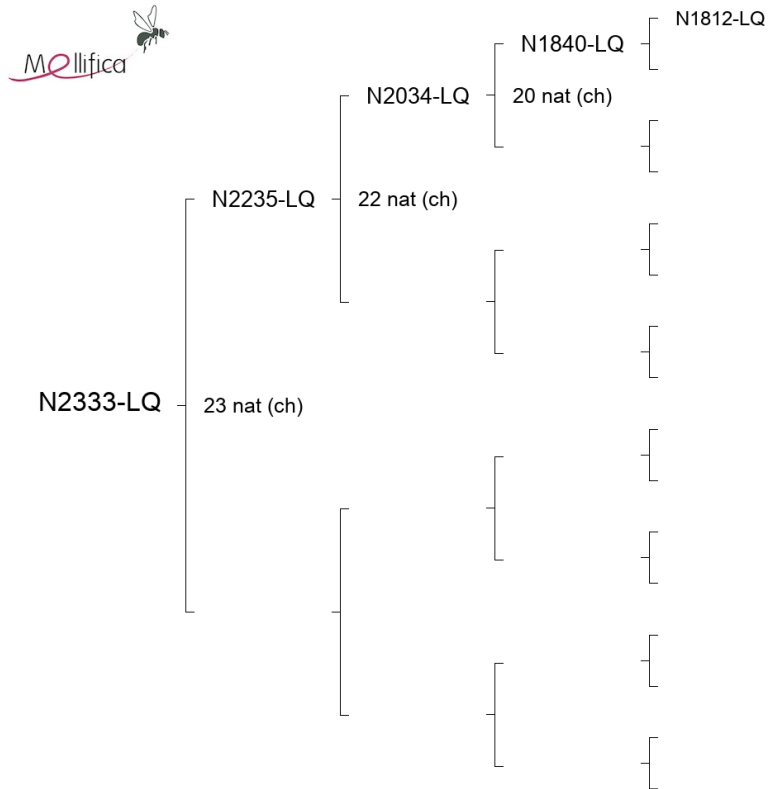 Mellifica
N1812-LQ
N1840-LQ
N2034-LQ
20 nat (ch)
N2235-LQ
22 nat (ch)
N2333-LQ
23 nat (ch)